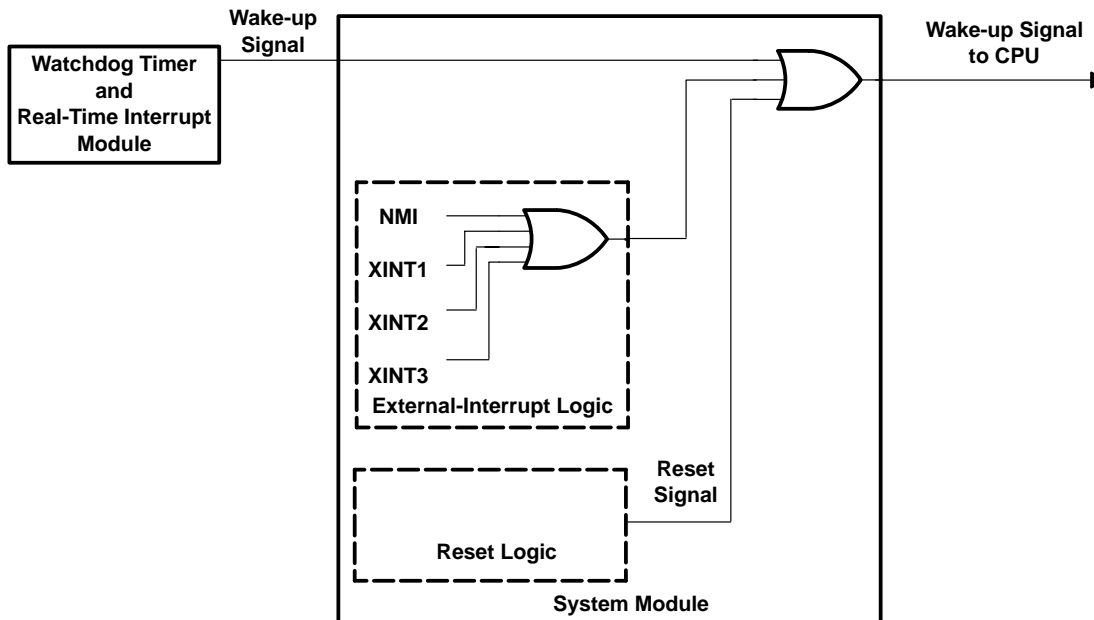 Wake-up
Signal
Wake-up Signal
to CPU
Watchdog Timer
and
Real-Time Interrupt
Module
NMI
XINT1
XINT2
XINT3
External-Interrupt Logic
Reset
Signal
Reset Logic
System Module